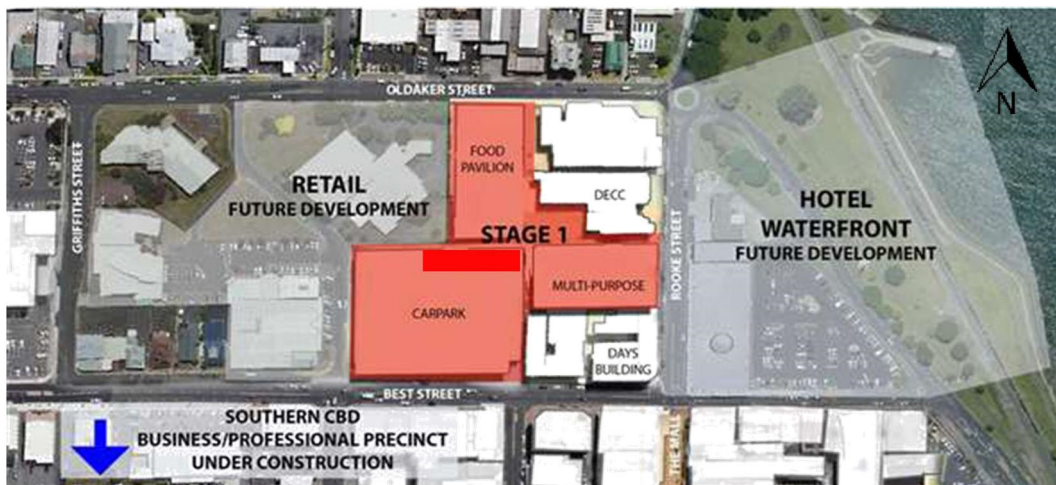 OLDAKER STREET
GRIFFITHS STREET
RETAIL
FUTURE DEVELOPMENT
FOOD
PAVILION
DECC
STAGE 1
CARPARK
MULTI-PURPOSE
DAYS
BUILDING
ROOKE STREET
HOTEL
WATERFRONT
FUTURE DEVELOPMENT
N
BEST STREET
SOUTHERN CBD
BUSINESS/PROFESSIONAL PRECINCT
UNDER CONSTRUCTION
THE MALL